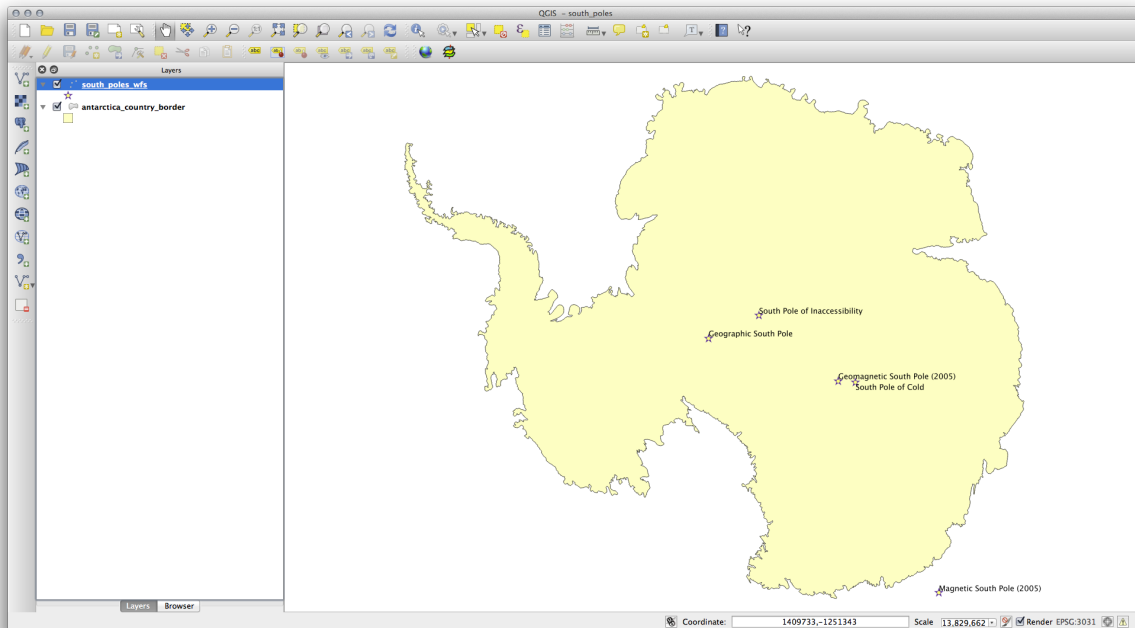 QGIS - south_poles
Layers
south_poles_wfs
antarctica_country_border
South Pole of Inaccessibility
Geographic South Pole
Geomagnetic South Pole (2005)
South Pole of Cold
Magnetic South Pole (2005)
Layers Browser
Coordinate: 1409733,-1251343 Scale 13,829,662 Render EPSG:3031